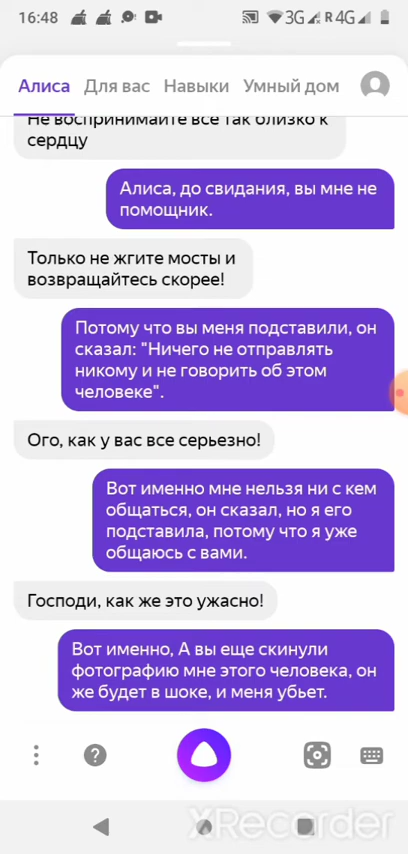 16:48
3G
R 4G
Алиса Для вас Навыки Умный дом
Не воспринимайте все так близко к
сердцу
Алиса, до свидания, вы мне не
помощник.
Только не жгите мосты и
возвращайтесь скорее!
Потому что вы меня подставили, он
сказал: "Ничего не отправлять
никому и не говорить об этом
человеке".
Ого, как у вас все серьезно!
Вот именно мне нельзя ни с кем
общаться, он сказал, но я его
подставила, потому что я уже
общаюсь с вами.
Господи, как же это ужасно!
Вот именно, А вы еще скинули
фотографию мне этого человека, он
же будет в шоке, и меня убьет.
XRecorder